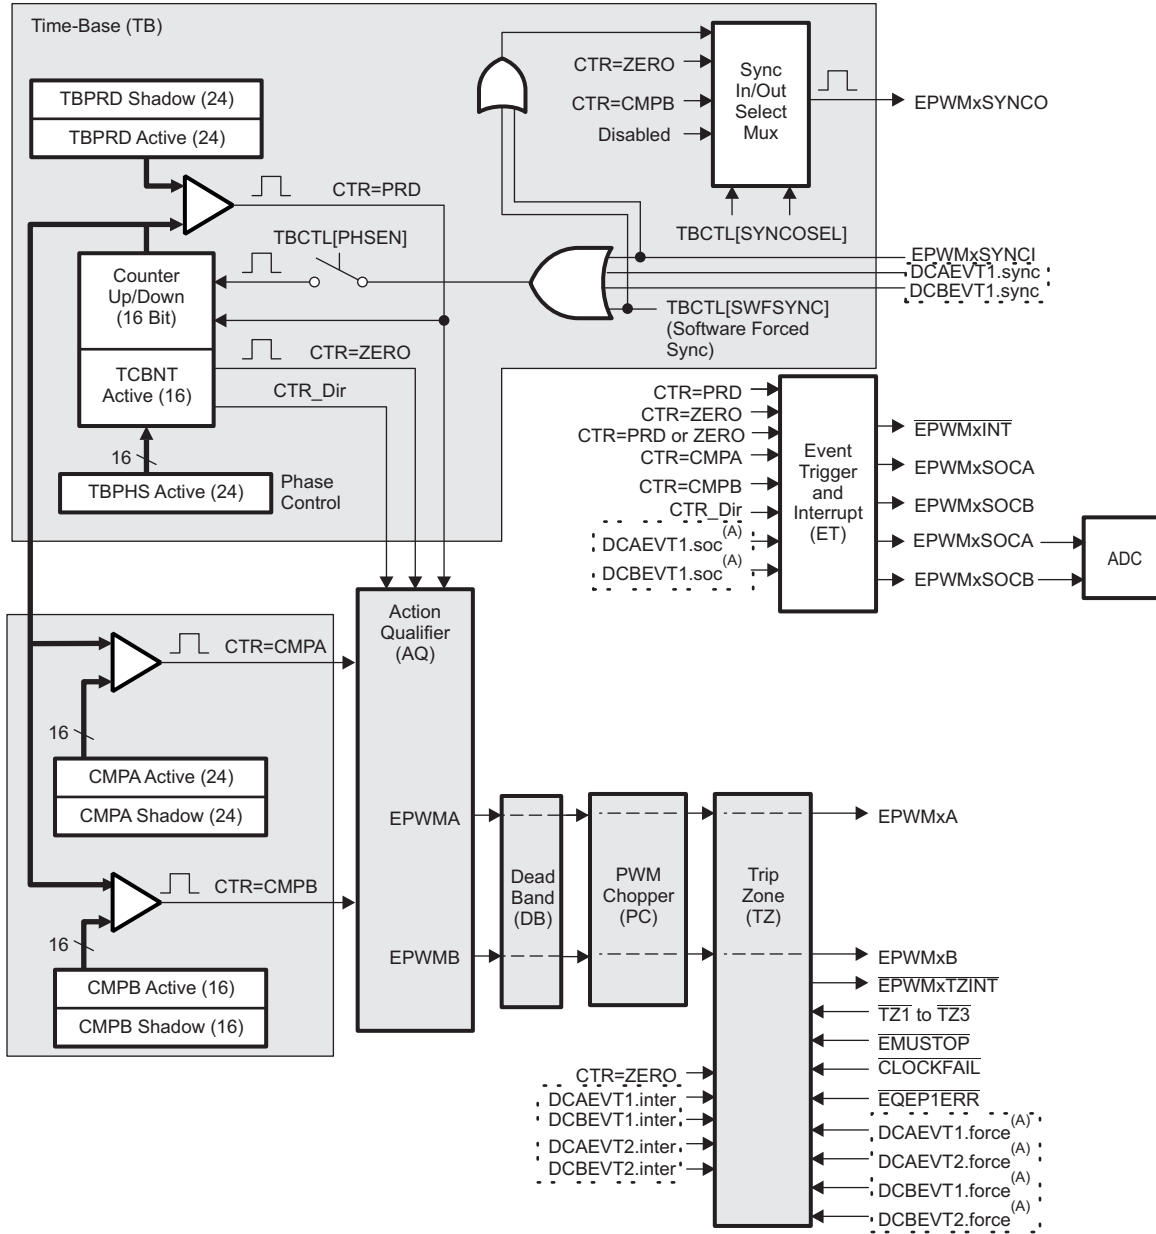 Time-Base (TB)
TBPRD Shadow (24)
TBPRD Active (24)
CTR=PRD
TBCTL[PHSEN]
Counter
Up/Down
(16 Bit)
TCBNT
Active (16)
CTR=ZERO
CTR_Dir
16
TBPHS Active (24)
Phase
Control
CTR=ZERO
CTR=CMPB
Disabled
Sync
In/Out
Select
Mux
EPWMxSYNCO
TBCTL[SYNCOSEL]
EPWMxSYNCI
DCAEVT1.sync
DCBEVT1.sync
TBCTL[SWFSYNC]
(Software Forced
Sync)
CTR=PRD
CTR=ZERO
CTR=PRD or ZERO
CTR=CMPA
CTR=CMPB
CTR_Dir
DCAEVT1.soc(A)
DCBEVT1.soc(A)
Event
Trigger
and
Interrupt
(ET)
EPWMxINT
EPWMxSOCA
EPWMxSOCB
EPWMxSOCA
EPWMxSOCB
ADC
Action
Qualifier
(AQ)
CTR=CMPA
16
CMPA Active (24)
CMPA Shadow (24)
CTR=CMPB
16
CMPB Active (16)
CMPB Shadow (16)
EPWMA
EPWMB
Dead
Band
(DB)
PWM
Chopper
(PC)
Trip
Zone
(TZ)
EPWMxA
EPWMxB
EPWMxTZINT
TZ1 to TZ3
EMUSTOP
CLOCKFAIL
EQEP1ERR
DCAEVT1.force(A)
DCAEVT2.force(A)
DCBEVT1.force(A)
DCBEVT2.force(A)
CTR=ZERO
DCAEVT1.inter
DCBEVT1.inter
DCAEVT2.inter
DCBEVT2.inter